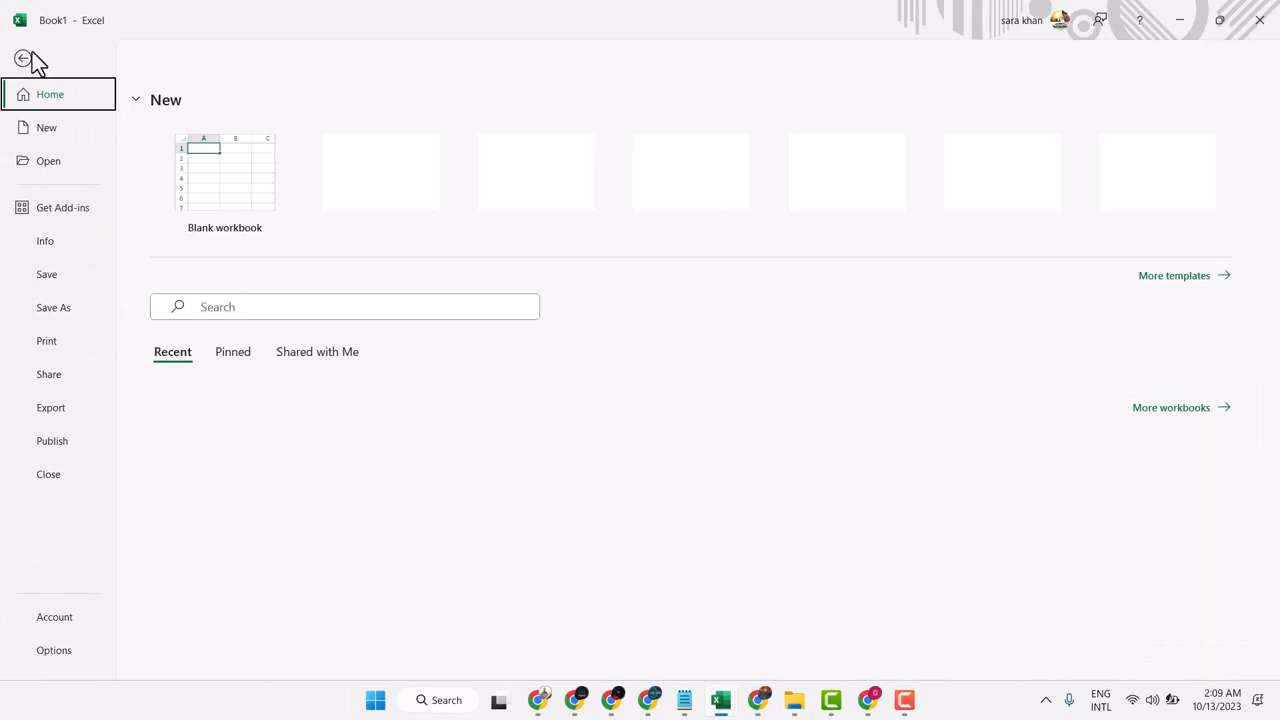 Book1 - Excel
sara khan
?
Home
New
Open
Get Add-ins
Info
Save
Save As
Print
Share
Export
Publish
Close
Account
Options
New
A B C
1
2
3
4
5
6
7
Blank workbook
More templates
Search
Recent Pinned Shared with Me
More workbooks
Search
G
ENG
INTL
2:09 AM
10/13/2023